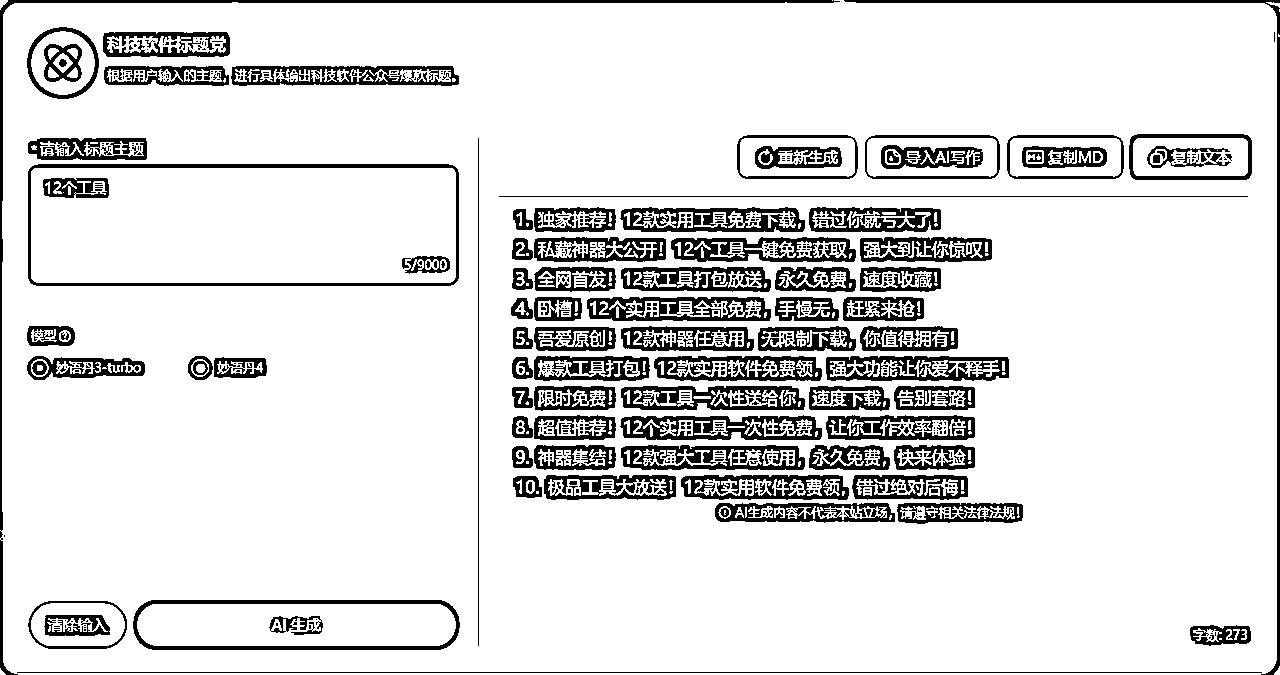 科技软件标题党
根据用户输入的主题，进行具体输出科技软件公众号爆款标题。
* 请输入标题主题
12个工具
5/9000
模型
妙语丹3-turbo
妙语丹4
清除输入
AI 生成
重新生成
导入AI写作
复制MD
复制文本
1. 独家推荐！12款实用工具免费下载，错过你就亏大了！
2. 私藏神器大公开！12个工具一键免费获取，强大到让你惊叹！
3. 全网首发！12款工具打包放送，永久免费，速度收藏！
4. 卧槽！12个实用工具全部免费，手慢无，赶紧来抢！
5. 吾爱原创！12款神器任意用，无限制下载，你值得拥有！
6. 爆款工具打包！12款实用软件免费领，强大功能让你爱不释手！
7. 限时免费！12款工具一次性送给你，速度下载，告别套路！
8. 超值推荐！12个实用工具一次性免费，让你工作效率翻倍！
9. 神器集结！12款强大工具任意使用，永久免费，快来体验！
10. 极品工具大放送！12款实用软件免费领，错过绝对后悔！
AI生成内容不代表本站立场，请遵守相关法律法规！
字数: 273